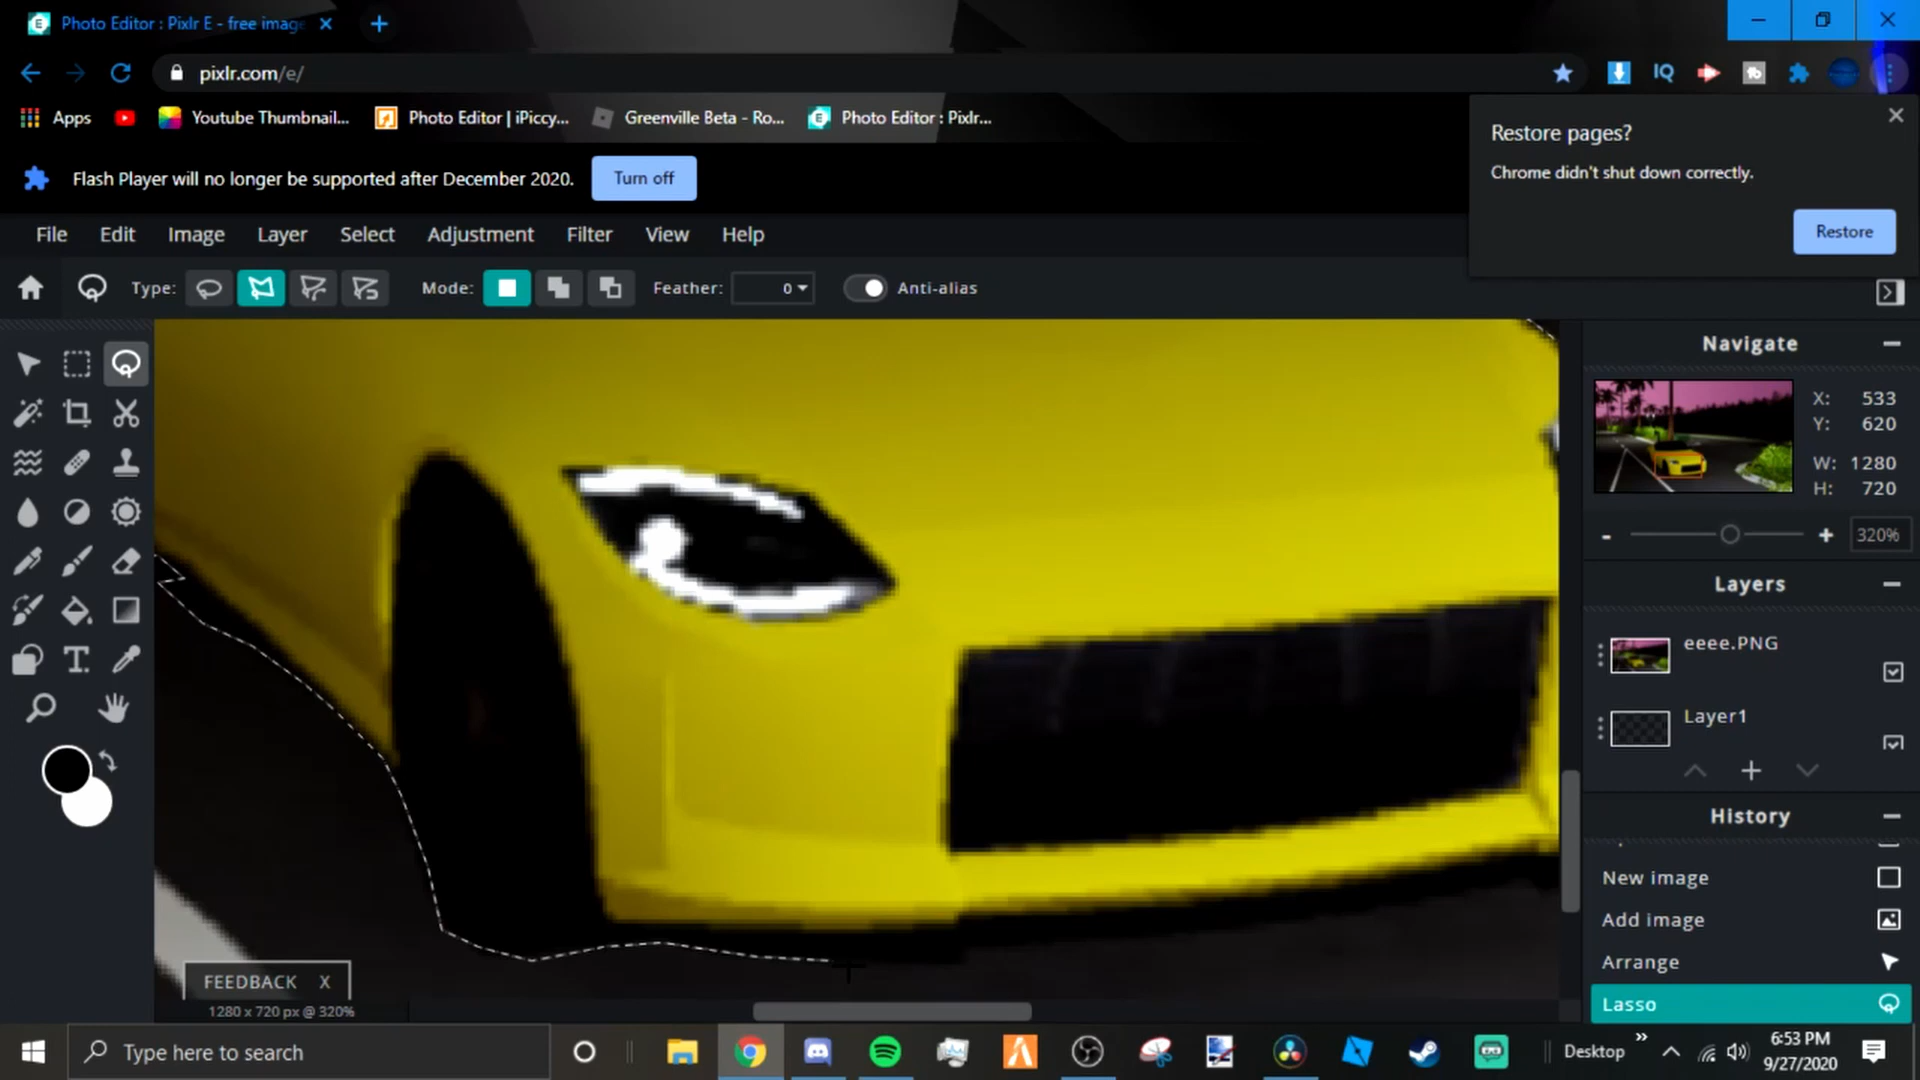 Photo Editor : Pixlr E - free image
pixlr.com/e/
Apps
Youtube Thumbnail...
Photo Editor | iPiccy...
Greenville Beta - Ro...
Photo Editor : Pixlr...
Restore pages?
Chrome didn't shut down correctly.
Restore
Flash Player will no longer be supported after December 2020.
Turn off
File Edit Image Layer Select Adjustment Filter View Help
Type:
Mode:
Feather: 0
Anti-alias
Navigate
X: 533
Y: 620
W: 1280
H: 720
- + 320%
Layers
eeee.PNG
Layer1
History
New image
Add image
Arrange
Lasso
FEEDBACK X
1280 x 720 px @ 320%
Type here to search
Desktop
6:53 PM
9/27/2020